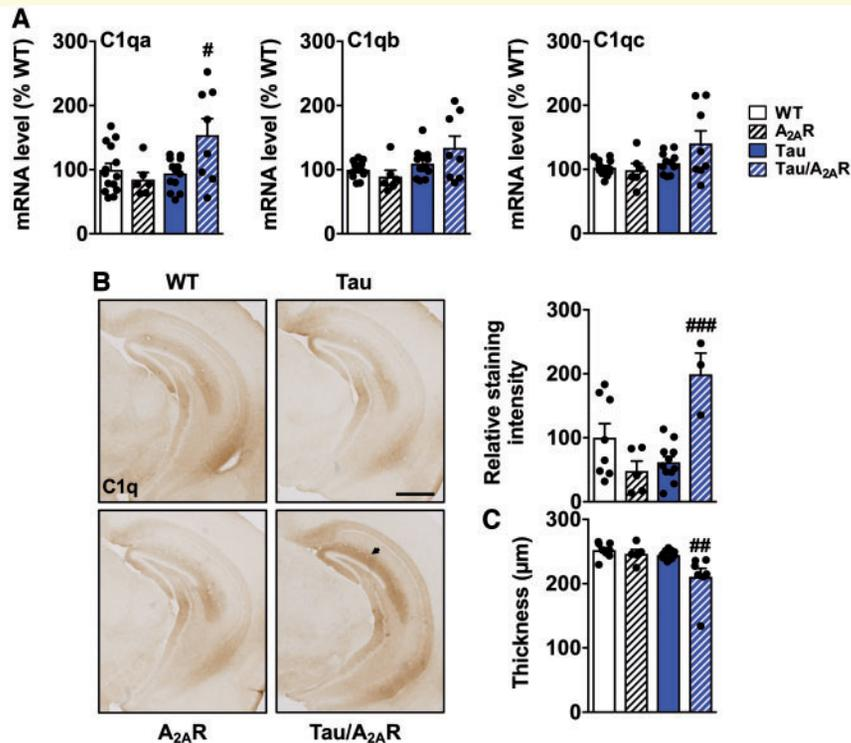 A
C1qa
C1qb
C1qc
mRNA level (% WT)
300
200
100
0
#
mRNA level (% WT)
300
200
100
0
mRNA level (% WT)
300
200
100
0
WT
A2AR
Tau
Tau/A2AR
B
WT
Tau
C1q
A2AR
Tau/A2AR
Relative staining
intensity
300
200
100
0
###
C
Thickness (µm)
300
200
100
0
##